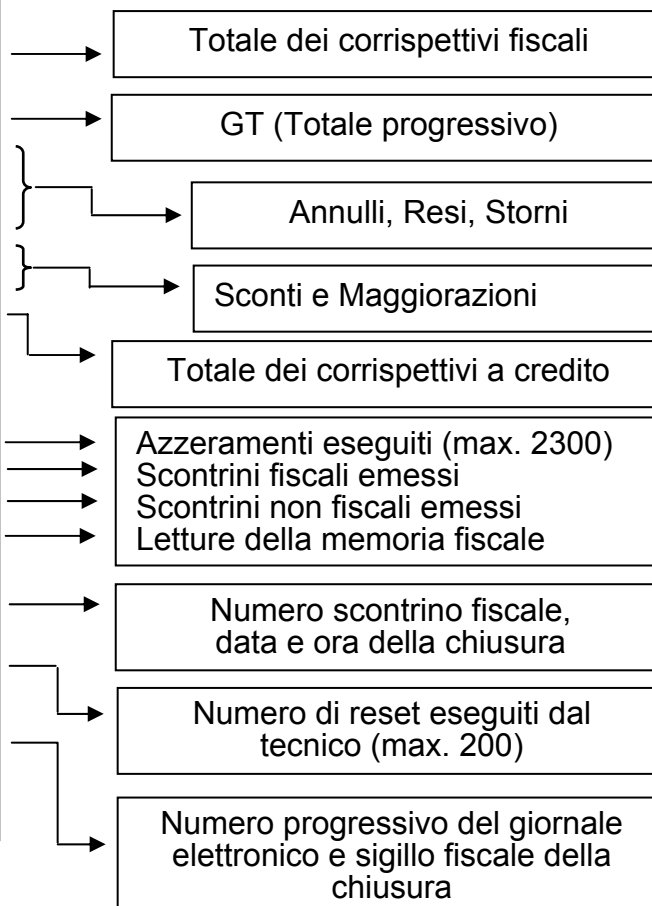 Totale dei corrispettivi fiscali
GT (Totale progressivo)
Annulli, Resi, Storni
Sconti e Maggiorazioni
Totale dei corrispettivi a credito
Azzeramenti eseguiti (max. 2300)
Scontrini fiscali emessi
Scontrini non fiscali emessi
Letture della memoria fiscale
Numero scontrino fiscale,
data e ora della chiusura
Numero di reset eseguiti dal
tecnico (max. 200)
Numero progressivo del giornale
elettronico e sigillo fiscale della
chiusura